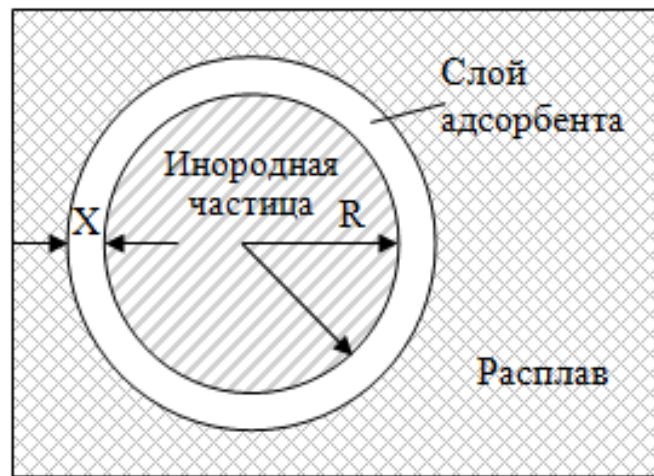 Слой
адсорбента
Инородная
частица
X
R
Расплав